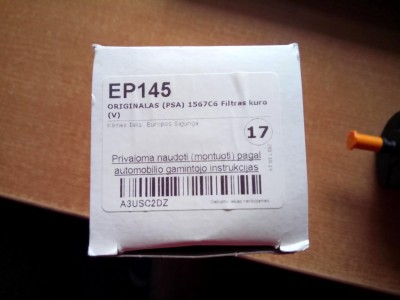 EP145
ORIGINALAS (PSA) 1567C6 Filtras kuro
(V)
Kilmės šalis: Europos Sąjunga
17
Privaloma naudoti (montuoti) pagal
automobilio gamintojo instrukcijas
A3USC2DZ